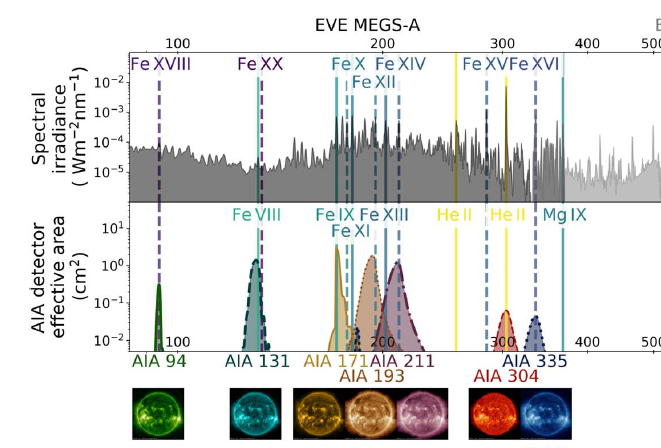 EVE MEGS-A
E
100 200 300 400 500
Fe XVIII Fe XX Fe X Fe XIV Fe XV Fe XVI
Fe XII
Spectral
irradiance
( Wm⁻²nm⁻¹)
10⁻²
10⁻³
10⁻⁴
10⁻⁵
Fe VIII Fe IX Fe XIII He II He II Mg IX
Fe XI
AIA detector
effective area
(cm²)
10¹
10⁰
10⁻¹
10⁻²
100 200 300 400 500
AIA 94 AIA 131 AIA 171 AIA 211 AIA 335
AIA 193 AIA 304